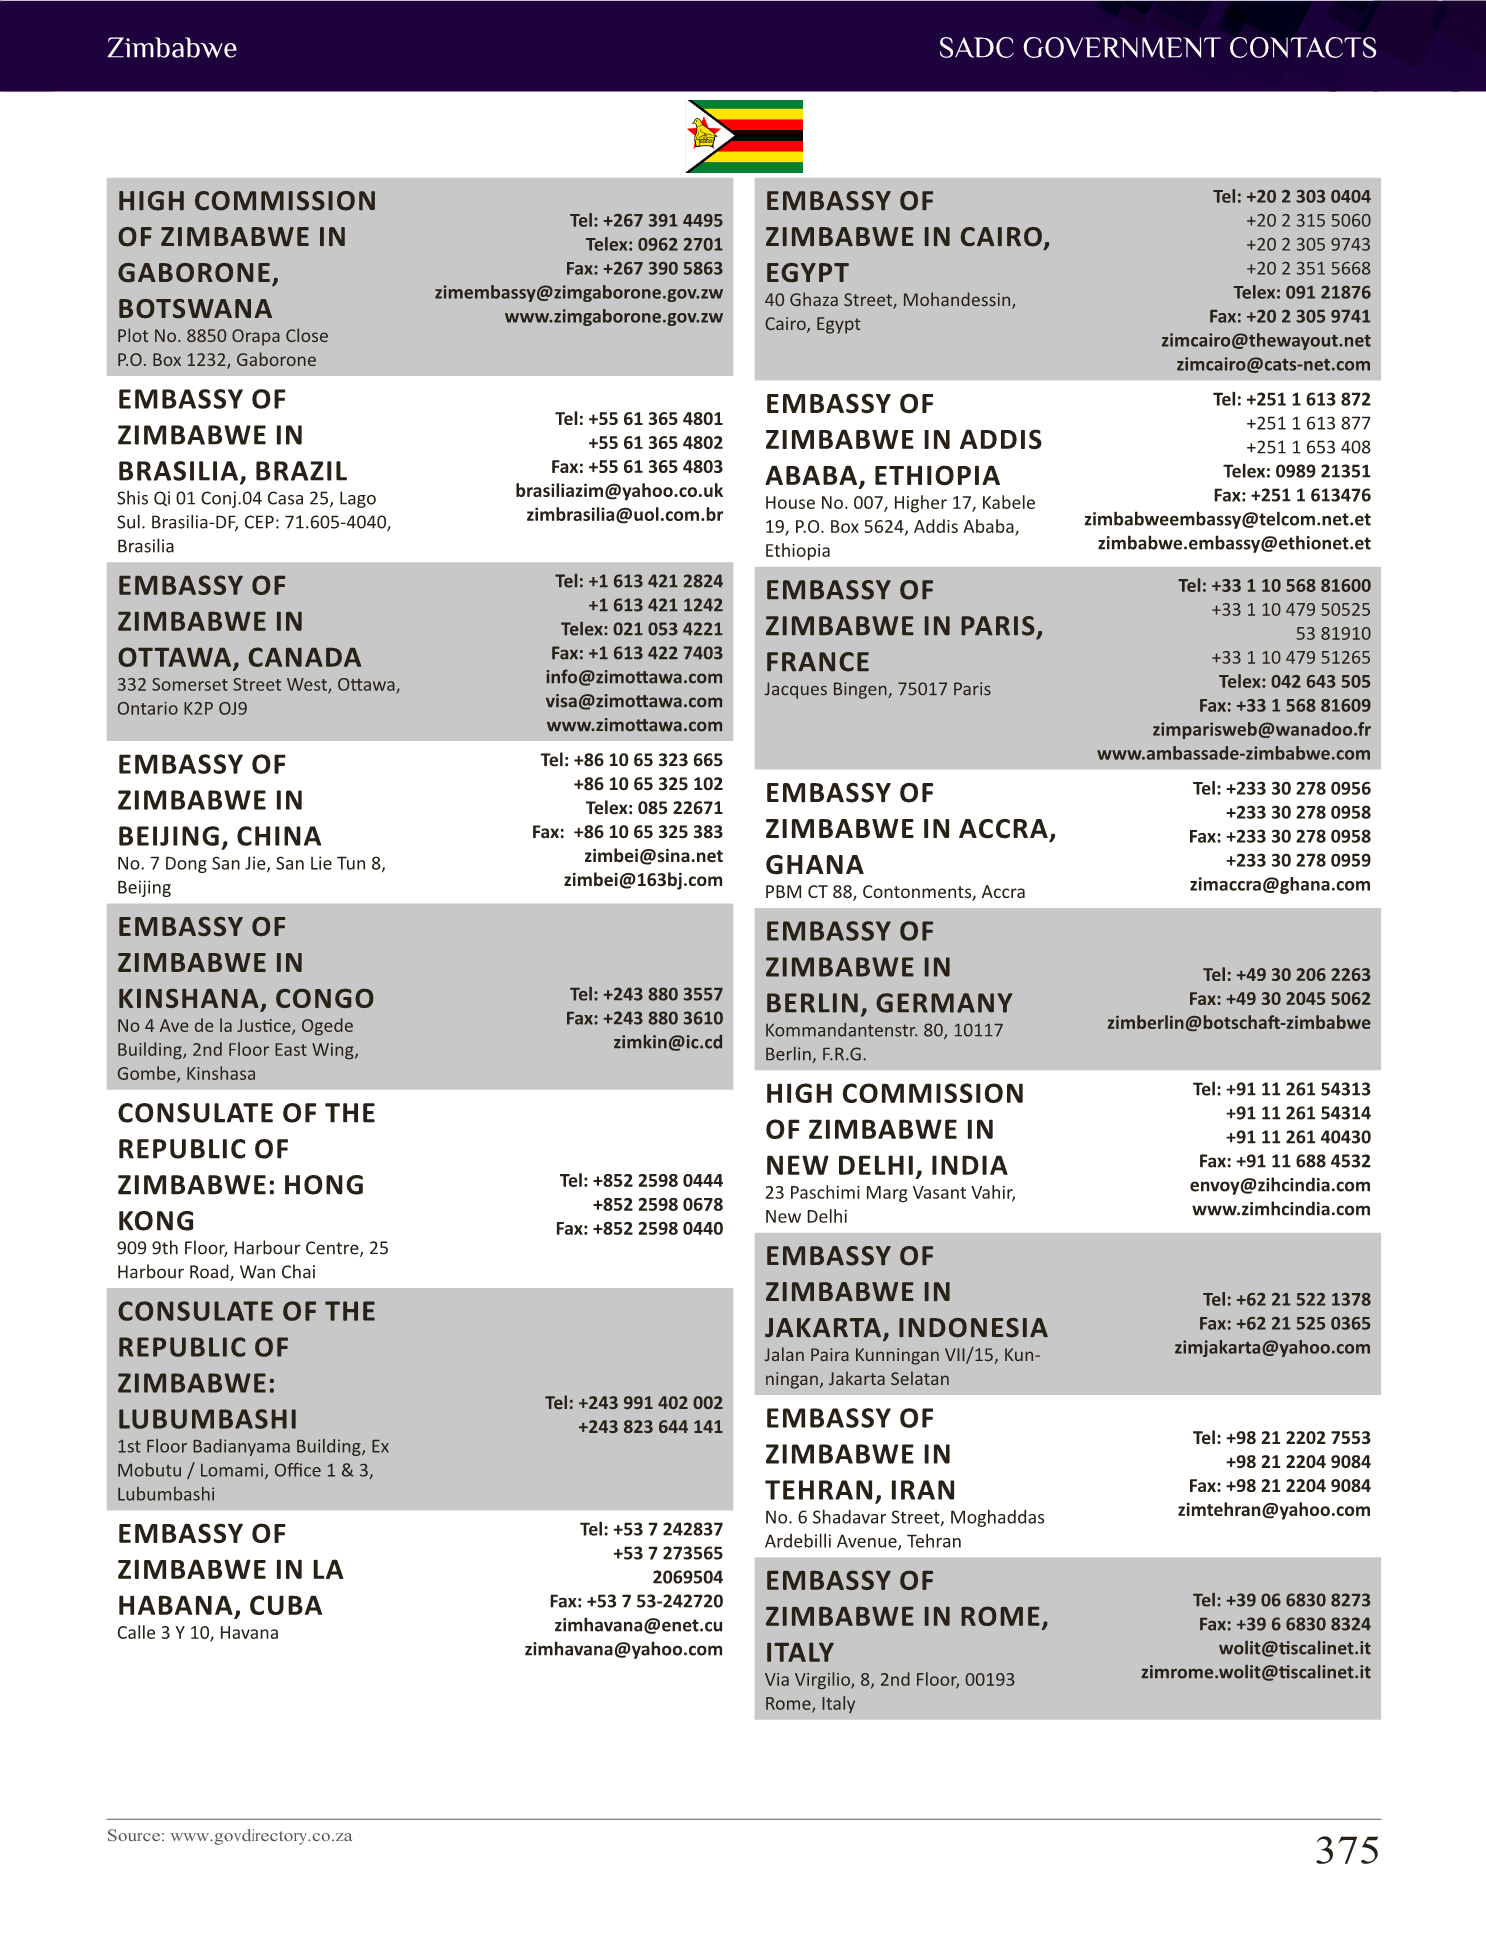 Zimbabwe
SADC GOVERNMENT CONTACTS
HIGH COMMISSION
OF ZIMBABWE IN
GABORONE,
BOTSWANA
Plot No. 8850 Orapa Close
P.O. Box 1232, Gaborone
Tel: +267 391 4495
Telex: 0962 2701
Fax: +267 390 5863
zimembassy@zimgaborone.gov.zw
www.zimgaborone.gov.zw
EMBASSY OF
ZIMBABWE IN
BRASILIA, BRAZIL
Shis Qi 01 Conj.04 Casa 25, Lago
Sul. Brasilia-DF, CEP: 71.605-4040,
Brasilia
Tel: +55 61 365 4801
+55 61 365 4802
Fax: +55 61 365 4803
brasiliazim@yahoo.co.uk
zimbrasilia@uol.com.br
EMBASSY OF
ZIMBABWE IN
OTTAWA, CANADA
332 Somerset Street West, Ottawa,
Ontario K2P OJ9
Tel: +1 613 421 2824
+1 613 421 1242
Telex: 021 053 4221
Fax: +1 613 422 7403
info@zimottawa.com
visa@zimottawa.com
www.zimottawa.com
EMBASSY OF
ZIMBABWE IN
BEIJING, CHINA
No. 7 Dong San Jie, San Lie Tun 8,
Beijing
Tel: +86 10 65 323 665
+86 10 65 325 102
Telex: 085 22671
Fax:  +86 10 65 325 383
zimbei@sina.net
zimbei@163bj.com
EMBASSY OF
ZIMBABWE IN
KINSHANA, CONGO
No 4 Ave de la Justice, Ogede
Building, 2nd Floor East Wing,
Gombe, Kinshasa
Tel: +243 880 3557
Fax: +243 880 3610
zimkin@ic.cd
CONSULATE OF THE
REPUBLIC OF
ZIMBABWE: HONG
KONG
909 9th Floor, Harbour Centre, 25
Harbour Road, Wan Chai
Tel: +852 2598 0444
+852 2598 0678
Fax: +852 2598 0440
CONSULATE OF THE
REPUBLIC OF
ZIMBABWE:
LUBUMBASHI
1st Floor Badianyama Building, Ex
Mobutu / Lomami, Office 1 & 3,
Lubumbashi
Tel: +243 991 402 002
+243 823 644 141
EMBASSY OF
ZIMBABWE IN LA
HABANA, CUBA
Calle 3 Y 10, Havana
Tel: +53 7 242837
+53 7 273565
2069504
Fax: +53 7 53-242720
zimhavana@enet.cu
zimhavana@yahoo.com
EMBASSY OF
ZIMBABWE IN CAIRO,
EGYPT
40 Ghaza Street, Mohandessin,
Cairo, Egypt
Tel: +20 2 303 0404
+20 2 315 5060
+20 2 305 9743
+20 2 351 5668
Telex: 091 21876
Fax: +20 2 305 9741
zimcairo@thewayout.net
zimcairo@cats-net.com
EMBASSY OF
ZIMBABWE IN ADDIS
ABABA, ETHIOPIA
House No. 007, Higher 17, Kabele
19, P.O. Box 5624, Addis Ababa,
Ethiopia
Tel: +251 1 613 872
+251 1 613 877
+251 1 653 408
Telex: 0989 21351
Fax: +251 1 613476
zimbabweembassy@telcom.net.et
zimbabwe.embassy@ethionet.et
EMBASSY OF
ZIMBABWE IN PARIS,
FRANCE
Jacques Bingen, 75017 Paris
Tel: +33 1 10 568 81600
+33 1 10 479 50525
53 81910
+33 1 10 479 51265
Telex: 042 643 505
Fax: +33 1 568 81609
zimparisweb@wanadoo.fr
www.ambassade-zimbabwe.com
EMBASSY OF
ZIMBABWE IN ACCRA,
GHANA
PBM CT 88, Contonments, Accra
Tel: +233 30 278 0956
+233 30 278 0958
Fax: +233 30 278 0958
+233 30 278 0959
zimaccra@ghana.com
EMBASSY OF
ZIMBABWE IN
BERLIN, GERMANY
Kommandantenstr. 80, 10117
Berlin, F.R.G.
Tel: +49 30 206 2263
Fax: +49 30 2045 5062
zimberlin@botschaft-zimbabwe
HIGH COMMISSION
OF ZIMBABWE IN
NEW DELHI, INDIA
23 Paschimi Marg Vasant Vahir,
New Delhi
Tel: +91 11 261 54313
+91 11 261 54314
+91 11 261 40430
Fax: +91 11 688 4532
envoy@zihcindia.com
www.zimhcindia.com
EMBASSY OF
ZIMBABWE IN
JAKARTA, INDONESIA
Jalan Paira Kunningan VII/15, Kun-
ningan, Jakarta Selatan
Tel: +62 21 522 1378
Fax: +62 21 525 0365
zimjakarta@yahoo.com
EMBASSY OF
ZIMBABWE IN
TEHRAN, IRAN
No. 6 Shadavar Street, Moghaddas
Ardebilli Avenue, Tehran
Tel: +98 21 2202 7553
+98 21 2204 9084
Fax: +98 21 2204 9084
zimtehran@yahoo.com
EMBASSY OF
ZIMBABWE IN ROME,
ITALY
Via Virgilio, 8, 2nd Floor, 00193
Rome, Italy
Tel: +39 06 6830 8273
Fax: +39 6 6830 8324
wolit@tiscalinet.it
zimrome.wolit@tiscalinet.it
Source: www.govdirectory.co.za
375